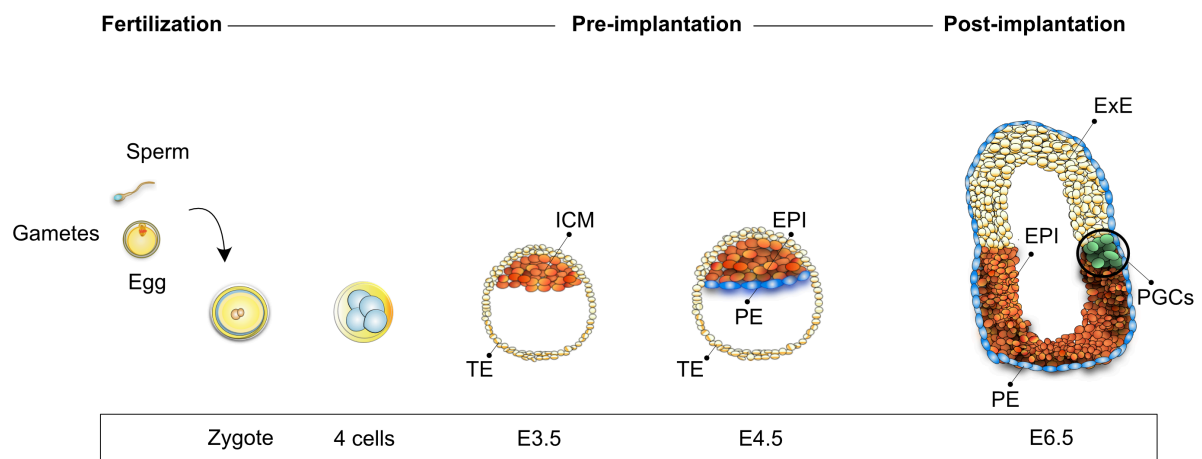 Fertilization
Pre-implantation
Post-implantation
ExE
Sperm
ICM
EPI
Gametes
EPI
Egg
PGCs
PE
TE
TE
PE
Zygote
4 cells
E3.5
E4.5
E6.5